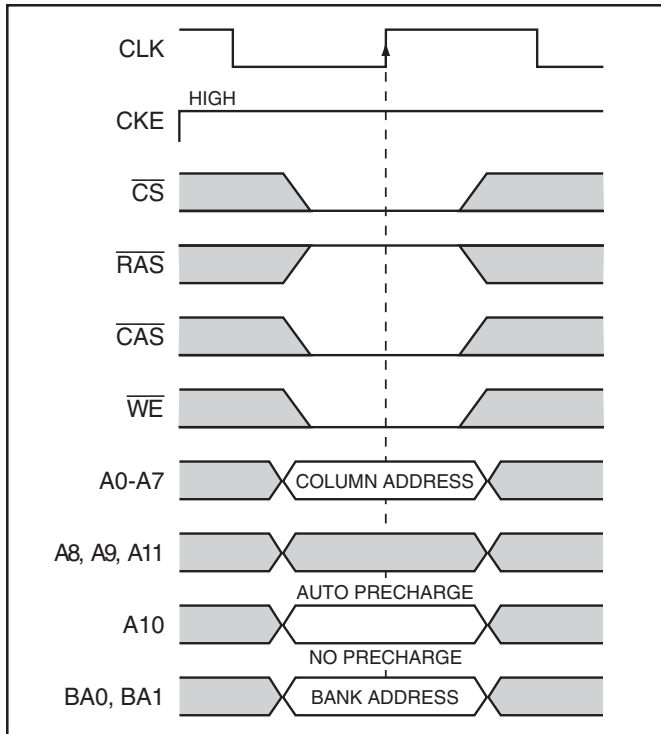 CLK
HIGH
CKE
CS
RAS
CAS
WE
A0-A7 COLUMN ADDRESS
A8, A9, A11
AUTO PRECHARGE
A10
NO PRECHARGE
BA0, BA1 BANK ADDRESS